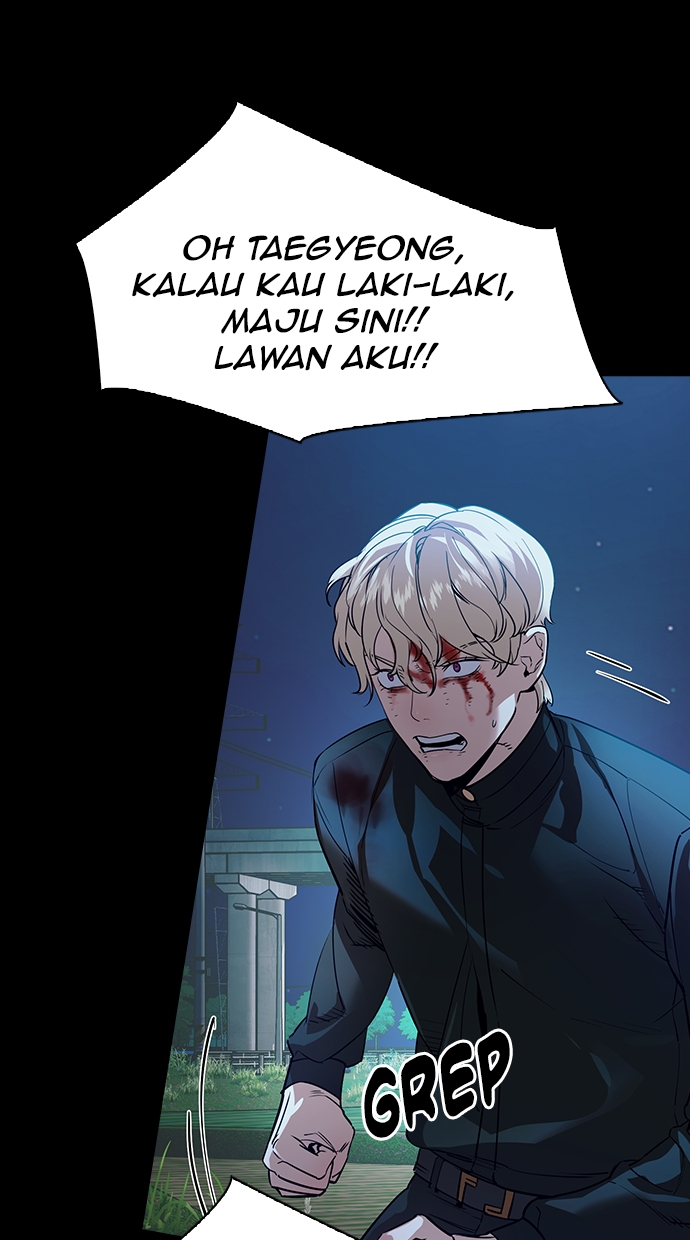 OH TAEGYEONG,
KALAU KAU LAKI-LAKI,
MAJU SINI!!
LAWAN AKU!!
GREP